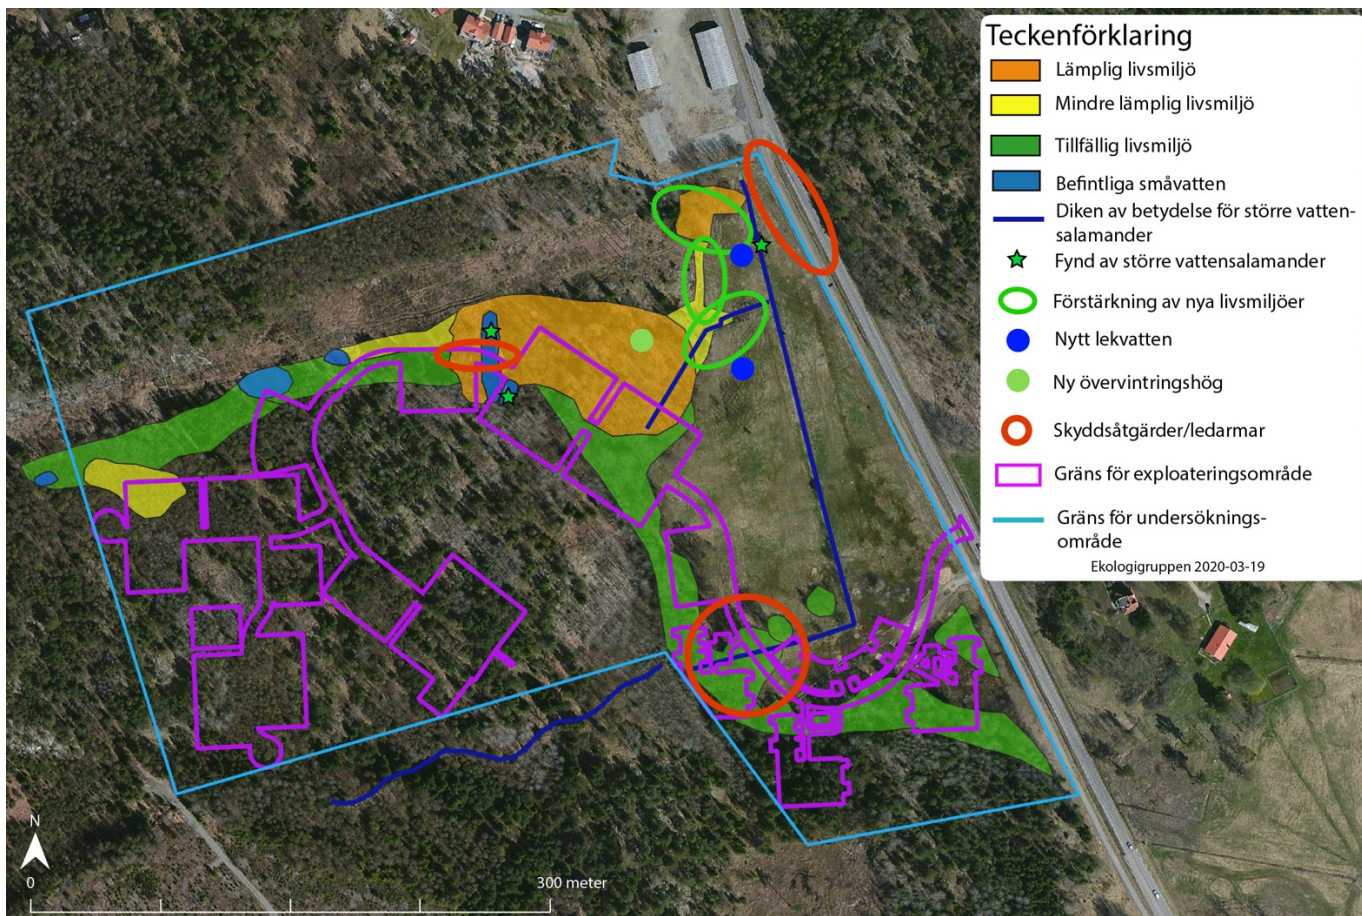 Teckenförklaring
Lämplig livsmiljö
Mindre lämplig livsmiljö
Tillfällig livsmiljö
Befintliga småvatten
Diken av betydelse för större vatten-
salamander
Fynd av större vattensalamander
Förstärkning av nya livsmiljöer
Nytt lekvatten
Ny övervintringshög
Skyddsåtgärder/ledarmar
Gräns för exploateringsområde
Gräns för undersöknings-
område
Ekologigruppen 2020-03-19
N
0
300 meter